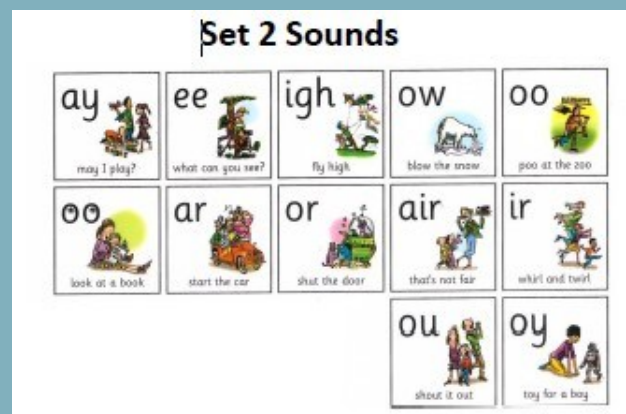 Set 2 Sounds
ay ee igh ow oo
may I play? what can you see? fly high blow the snow poo at the zoo
oo ar or air ir
look at a book start the car shut the door that's not fair whirl and twirl
ou oy
shout it out toy for a boy